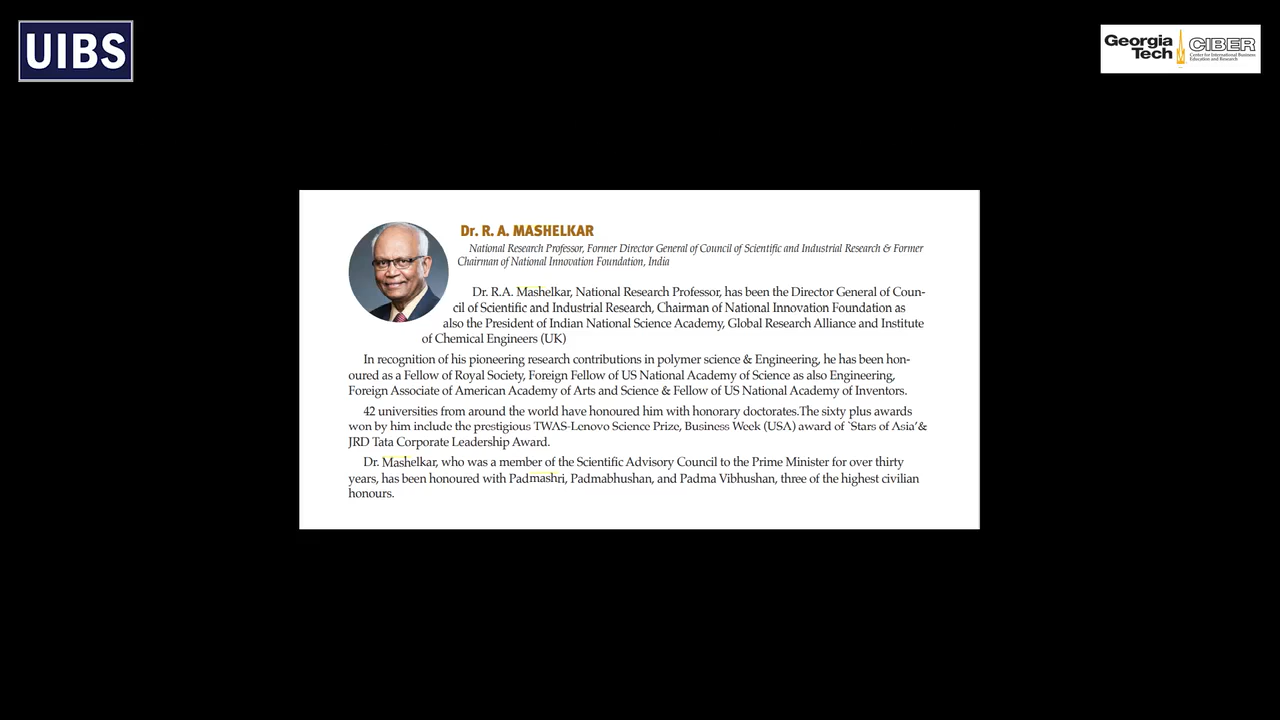 UIBS
Georgia
Tech
CIBER
Center for International Business
Education and Research
Dr. R. A. MASHELKAR
National Research Professor, Former Director General of Council of Scientific and Industrial Research & Former
Chairman of National Innovation Foundation, India
Dr. R.A. Mashelkar, National Research Professor, has been the Director General of Coun-
cil of Scientific and Industrial Research, Chairman of National Innovation Foundation as
also the President of Indian National Science Academy, Global Research Alliance and Institute
of Chemical Engineers (UK)
In recognition of his pioneering research contributions in polymer science & Engineering, he has been hon-
oured as a Fellow of Royal Society, Foreign Fellow of US National Academy of Science as also Engineering,
Foreign Associate of American Academy of Arts and Science & Fellow of US National Academy of Inventors.
42 universities from around the world have honoured him with honorary doctorates.The sixty plus awards
won by him include the prestigious TWAS-Lenovo Science Prize, Business Week (USA) award of `Stars of Asia'&
JRD Tata Corporate Leadership Award.
Dr. Mashelkar, who was a member of the Scientific Advisory Council to the Prime Minister for over thirty
years, has been honoured with Padmashri, Padmabhushan, and Padma Vibhushan, three of the highest civilian
honours.